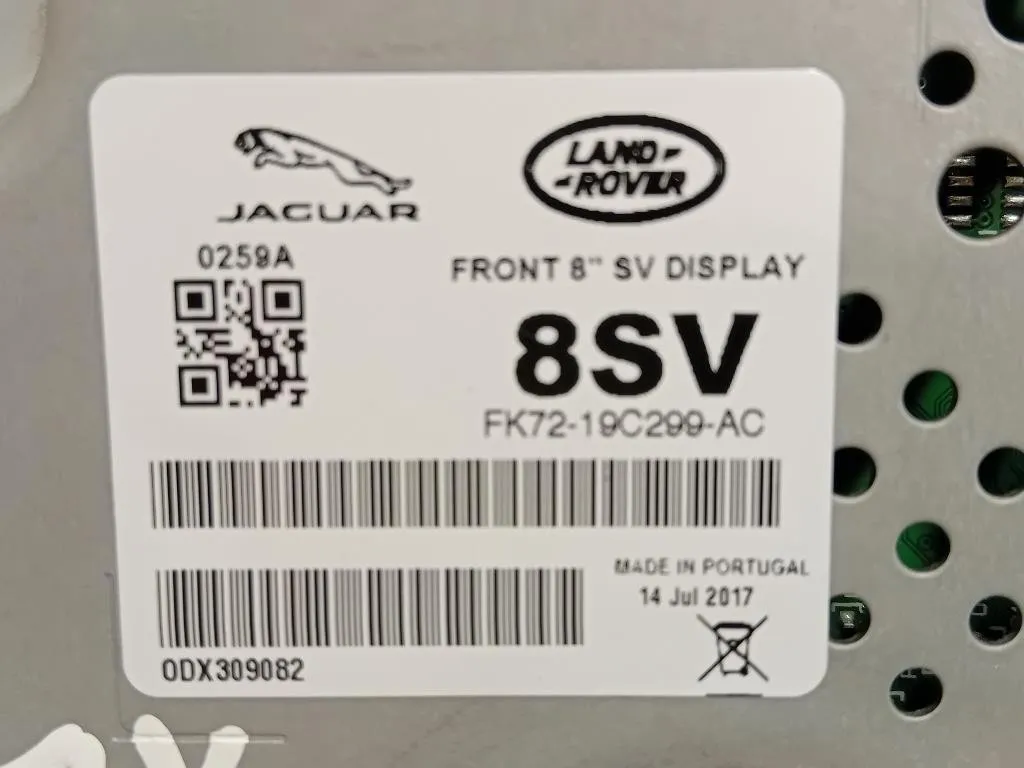 JAGUAR
LAND
ROVER
0259A
FRONT 8" SV DISPLAY
8SV
FK72-19C299-AC
MADE IN PORTUGAL
14 Jul 2017
0DX309082